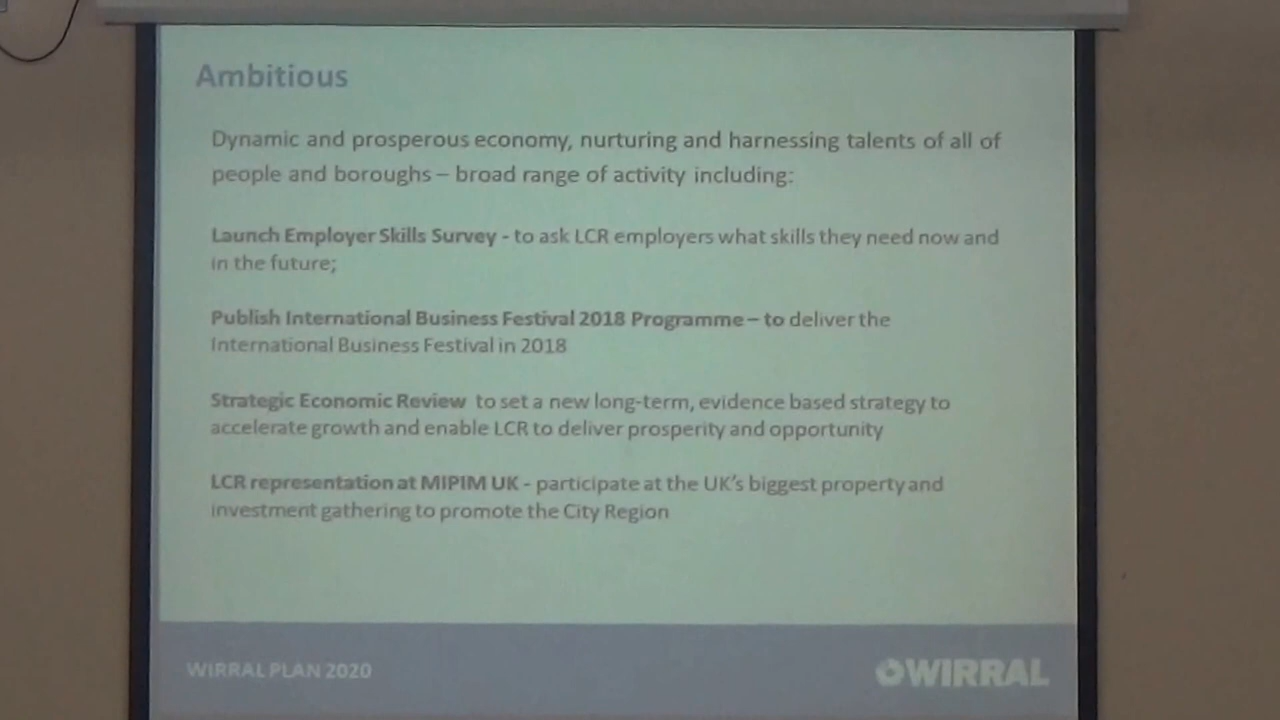 Ambitious
Dynamic and prosperous economy, nurturing and harnessing talents of all of
people and boroughs – broad range of activity including:
Launch Employer Skills Survey - to ask LCR employers what skills they need now and
in the future;
Publish International Business Festival 2018 Programme – to deliver the
International Business Festival in 2018
Strategic Economic Review to set a new long-term, evidence based strategy to
accelerate growth and enable LCR to deliver prosperity and opportunity
LCR representation at MIPIM UK - participate at the UK's biggest property and
investment gathering to promote the City Region
WIRRAL PLAN 2020
WIRRAL